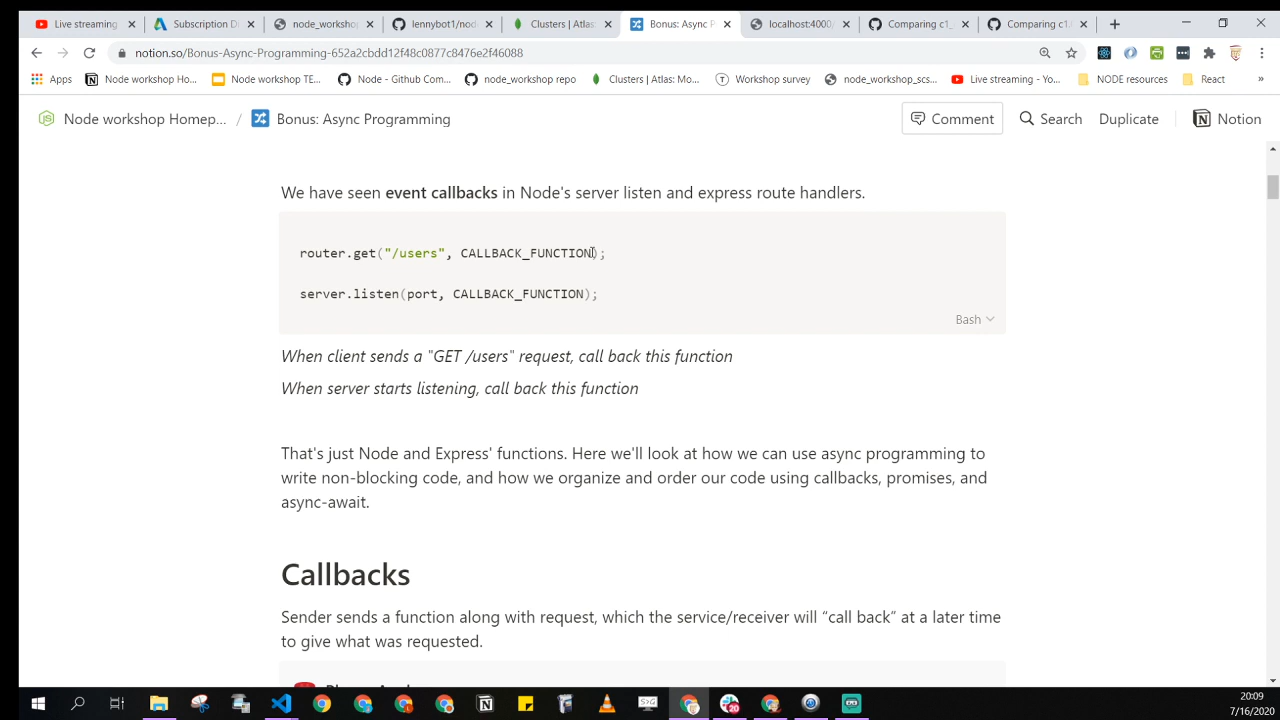 Live streaming
Subscription Di
node_worksho
lennybot1/node
Clusters | Atlas:
Bonus: Async P
localhost:4000/
Comparing c1_
Comparing c1.
notion.so/Bonus-Async-Programming-652a2cbdd12f48c0877c8476e2f46088
Apps
Node workshop Ho...
Node workshop TE...
Node - Github Com...
node_workshop repo
Clusters | Atlas: Mo...
Workshop survey
node_workshop_scs...
Live streaming - Yo...
NODE resources
React
»
Node workshop Homep... / Bonus: Async Programming
Comment
Search
Duplicate
Notion
We have seen event callbacks in Node's server listen and express route handlers.
router.get("/users", CALLBACK_FUNCTION);
server.listen(port, CALLBACK_FUNCTION);
Bash
When client sends a "GET /users" request, call back this function
When server starts listening, call back this function
That's just Node and Express' functions. Here we'll look at how we can use async programming to
write non-blocking code, and how we organize and order our code using callbacks, promises, and
async-await.
Callbacks
Sender sends a function along with request, which the service/receiver will “call back” at a later time
to give what was requested.
20:09
7/16/2020